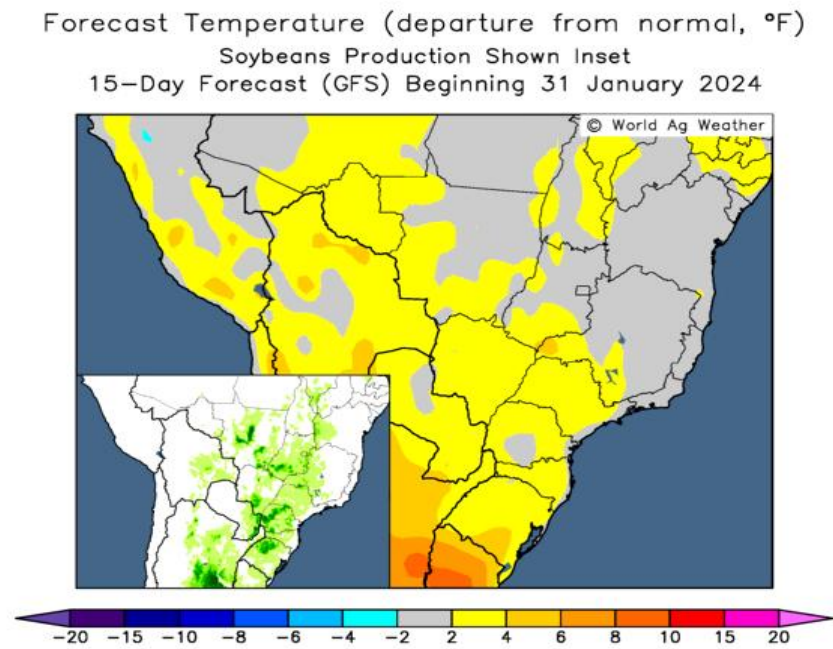 Forecast Temperature (departure from normal, °F)
Soybeans Production Shown Inset
15-Day Forecast (GFS) Beginning 31 January 2024
© World Ag Weather
-20 -15 -10 -8 -6 -4 -2 2 4 6 8 10 15 20